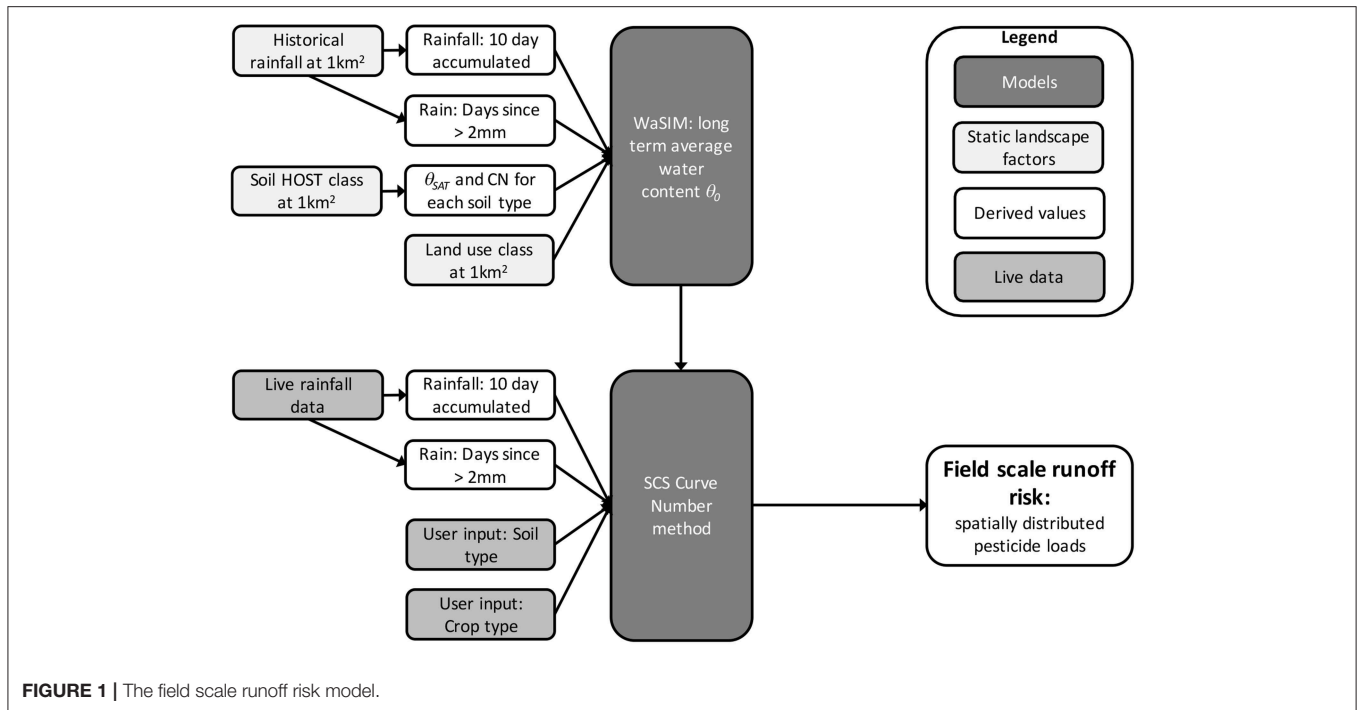 Historical
rainfall at 1km²
Rainfall: 10 day
accumulated
Rain: Days since
> 2mm
Soil HOST class
at 1km²
θSAT and CN for
each soil type
Land use class
at 1km²
WaSIM: long
term average
water
content θ0
Legend
Models
Static landscape
factors
Derived values
Live data
Live rainfall
data
Rainfall: 10 day
accumulated
Rain: Days since
> 2mm
User input: Soil
type
User input:
Crop type
SCS Curve
Number
method
Field scale runoff
risk:
spatially distributed
pesticide loads
FIGURE 1 | The field scale runoff risk model.